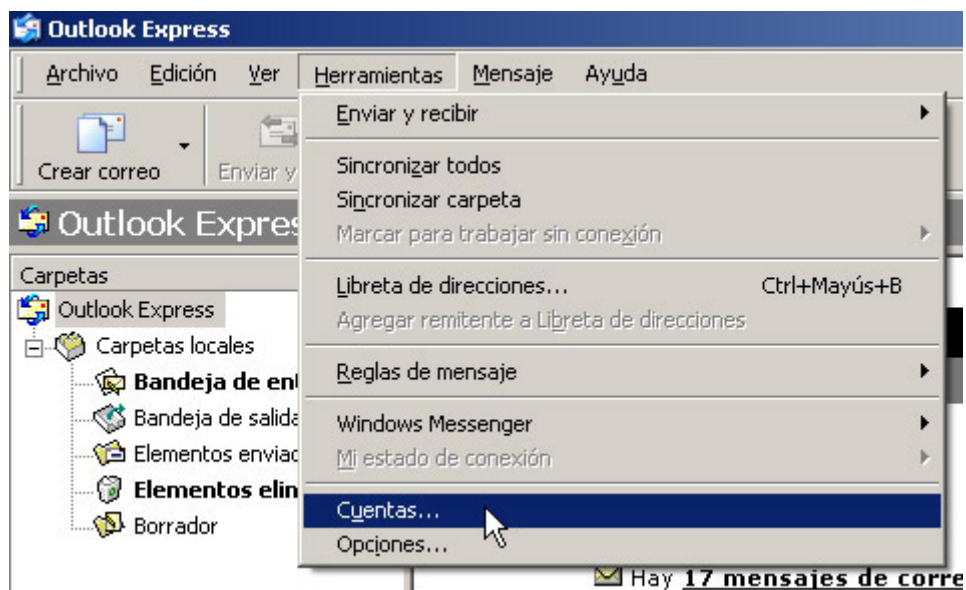 Outlook Express
Archivo Edición Ver Herramientas Mensaje Ayuda
Crear correo Enviar y
Outlook Expres
Carpetas
Outlook Express
Carpetas locales
Bandeja de ent
Bandeja de salida
Elementos enviad
Elementos elin
Borrador
Enviar y recibir
Sincronizar todos
Sincronizar carpeta
Marcar para trabajar sin conexión
Libreta de direcciones... Ctrl+Mayús+B
Agregar remitente a Libreta de direcciones
Reglas de mensaje
Windows Messenger
Mi estado de conexión
Cuentas...
Opciones...
Hay 17 mensajes de corre